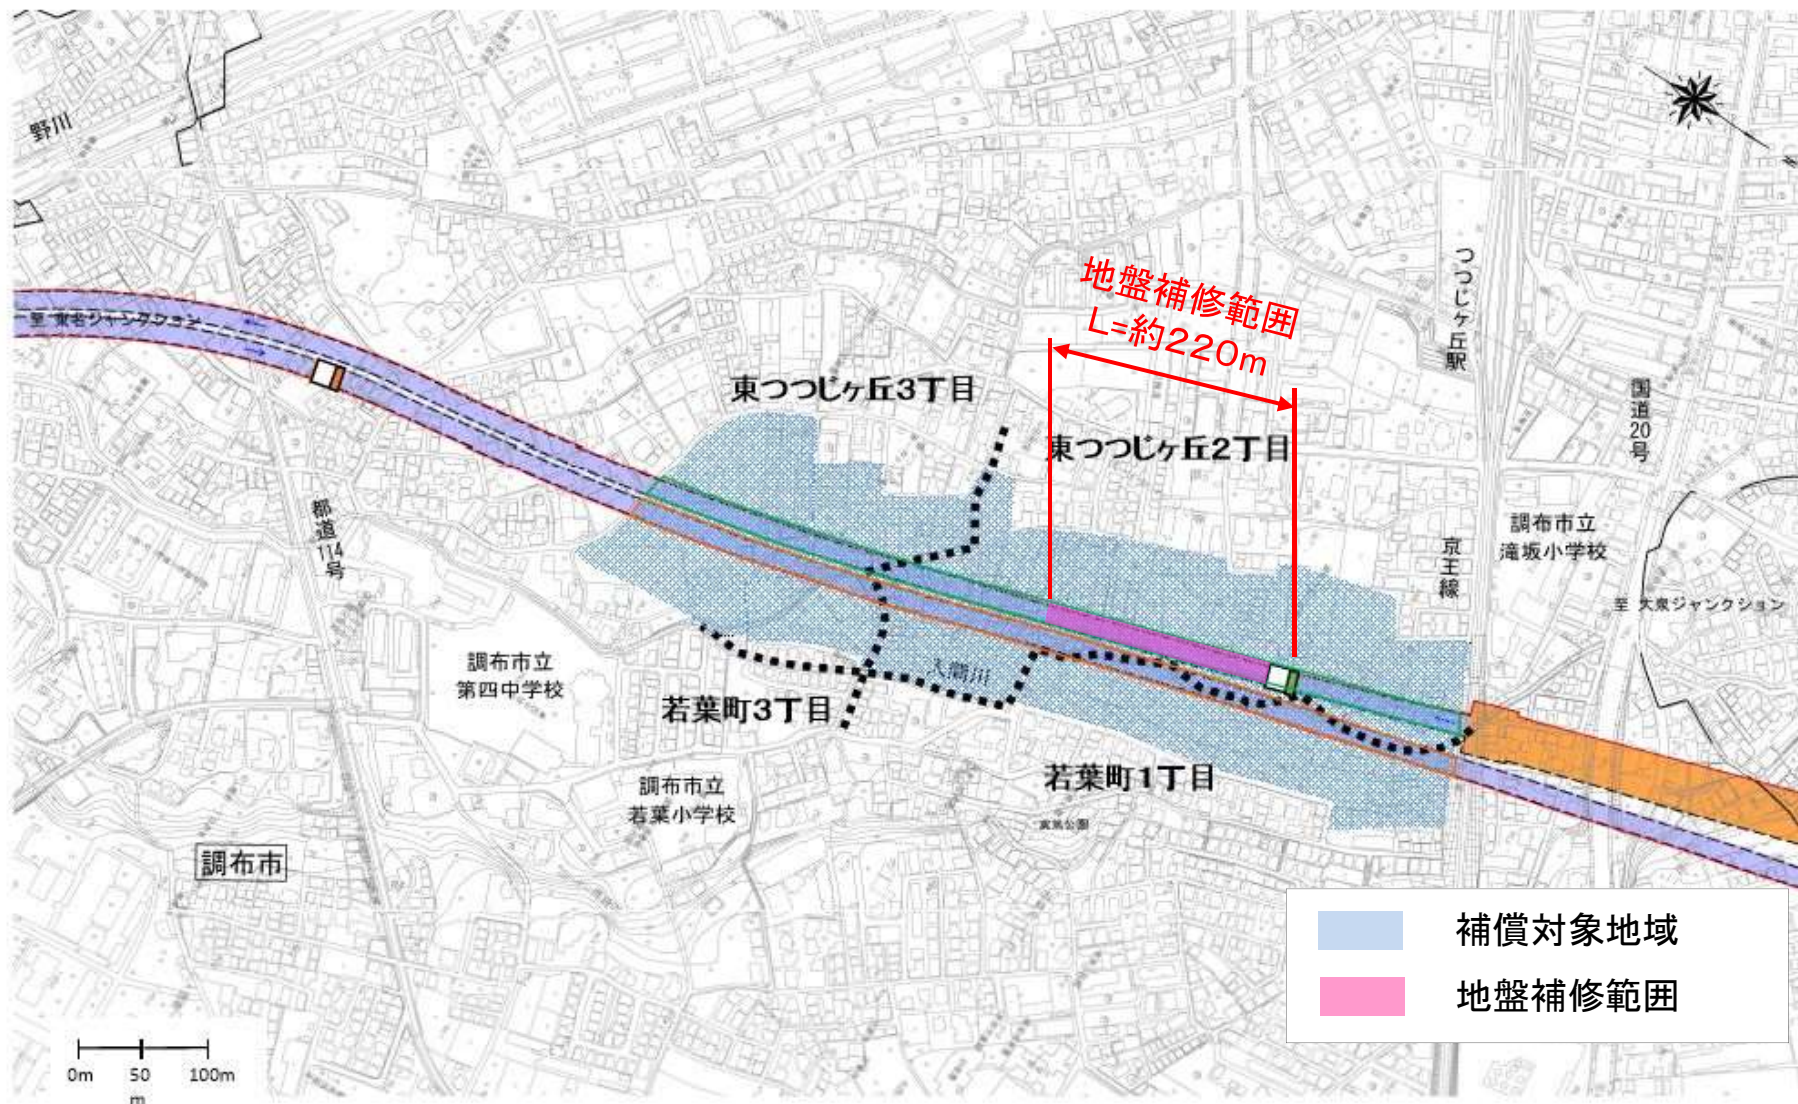 野川
至 東名ジャンクション
地盤補修範囲
L=約220m
つつじヶ丘駅
国道20号
東つつじヶ丘3丁目
東つつじヶ丘2丁目
都道114号
調布市立
滝坂小学校
京王線
至 大泉ジャンクション
調布市立
第四中学校
入間川
若葉町3丁目
若葉町1丁目
調布市立
若葉小学校
調布市
補償対象地域
地盤補修範囲
0m 50 100m
m